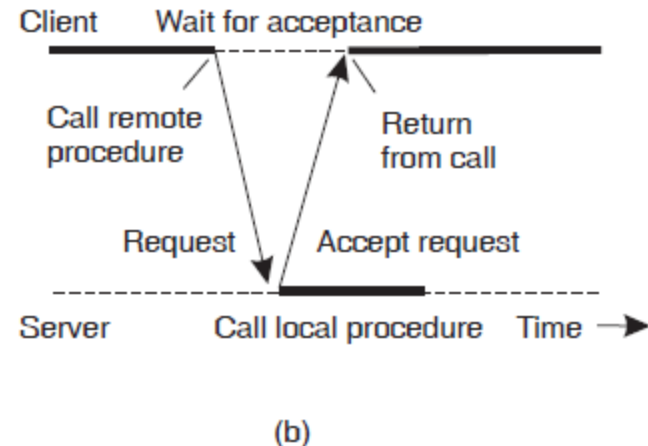 Client Wait for acceptance
Call remote
procedure
Return
from call
Request Accept request
Server Call local procedure Time
(b)